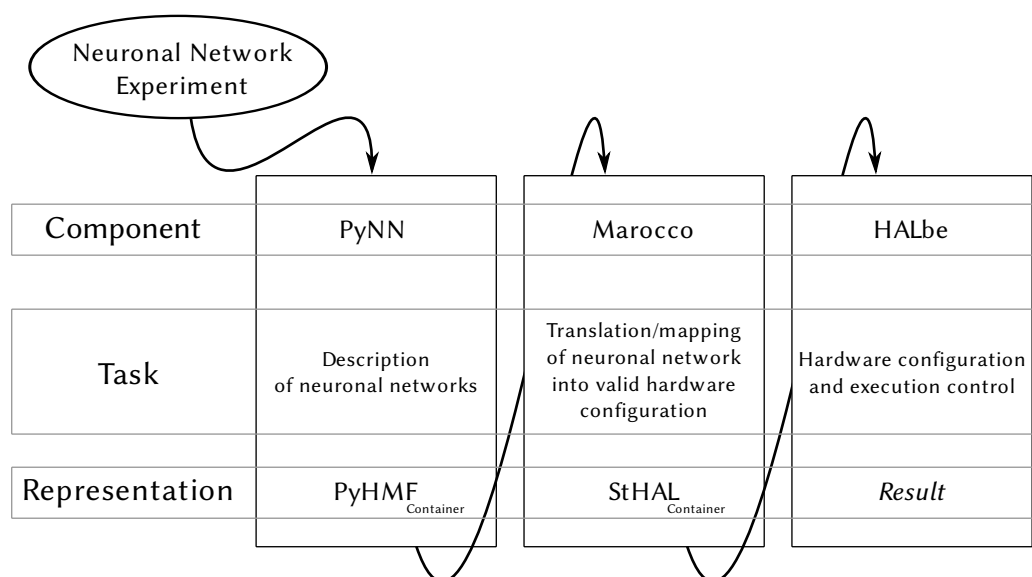 Neuronal Network
Experiment
Component
PyNN
Marocco
HALbe
Task
Description
of neuronal networks
Translation/mapping
of neuronal network
into valid hardware
configuration
Hardware configuration
and execution control
Representation
PyHMF Container
StHAL Container
Result